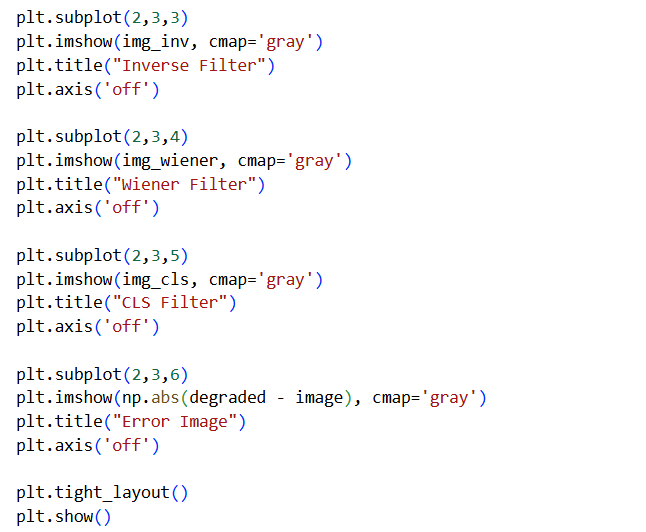 plt.subplot(2,3,3)
plt.imshow(img_inv, cmap='gray')
plt.title("Inverse Filter")
plt.axis('off')
plt.subplot(2,3,4)
plt.imshow(img_wiener, cmap='gray')
plt.title("Wiener Filter")
plt.axis('off')
plt.subplot(2,3,5)
plt.imshow(img_cls, cmap='gray')
plt.title("CLS Filter")
plt.axis('off')
plt.subplot(2,3,6)
plt.imshow(np.abs(degraded - image), cmap='gray')
plt.title("Error Image")
plt.axis('off')
plt.tight_layout()
plt.show()